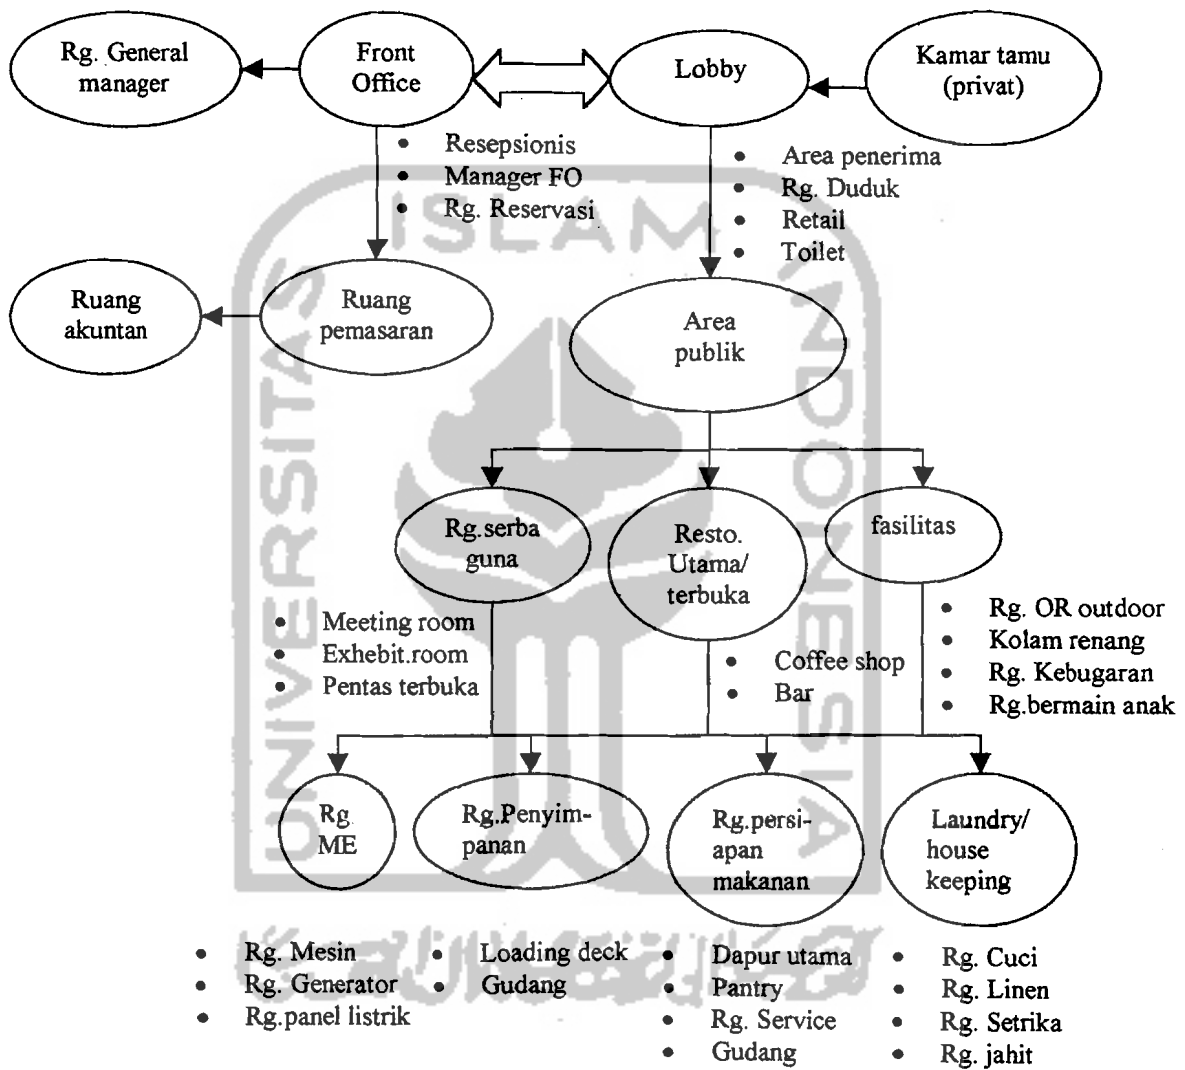 Rg. General
manager
Front
Office
Lobby
Kamar tamu
(privat)
• Resepsionis
• Manager FO
• Rg. Reservasi
• Area penerima
• Rg. Duduk
• Retail
• Toilet
Ruang
akuntan
Ruang
pemasaran
Area
publik
Rg.serba
guna
Resto.
Utama/
terbuka
fasilitas
• Meeting room
• Exhebit.room
• Pentas terbuka
• Coffee shop
• Bar
• Rg. OR outdoor
• Kolam renang
• Rg. Kebugaran
• Rg.bermain anak
Rg.
ME
Rg.Penyim-
panan
Rg.persi-
apan
makanan
Laundry/
house
keeping
• Rg. Mesin
• Rg. Generator
• Rg.panel listrik
• Loading deck
• Gudang
• Dapur utama
• Pantry
• Rg. Service
• Gudang
• Rg. Cuci
• Rg. Linen
• Rg. Setrika
• Rg. jahit
UNIVERSITAS
ISLAM
INDONESIA